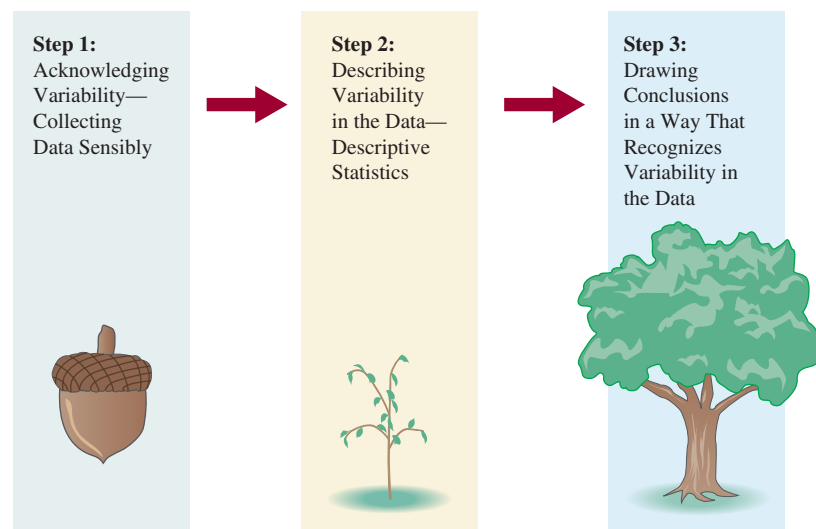 Step 1:
Acknowledging
Variability—
Collecting
Data Sensibly
Step 2:
Describing
Variability
in the Data—
Descriptive
Statistics
Step 3:
Drawing
Conclusions
in a Way That
Recognizes
Variability in
the Data